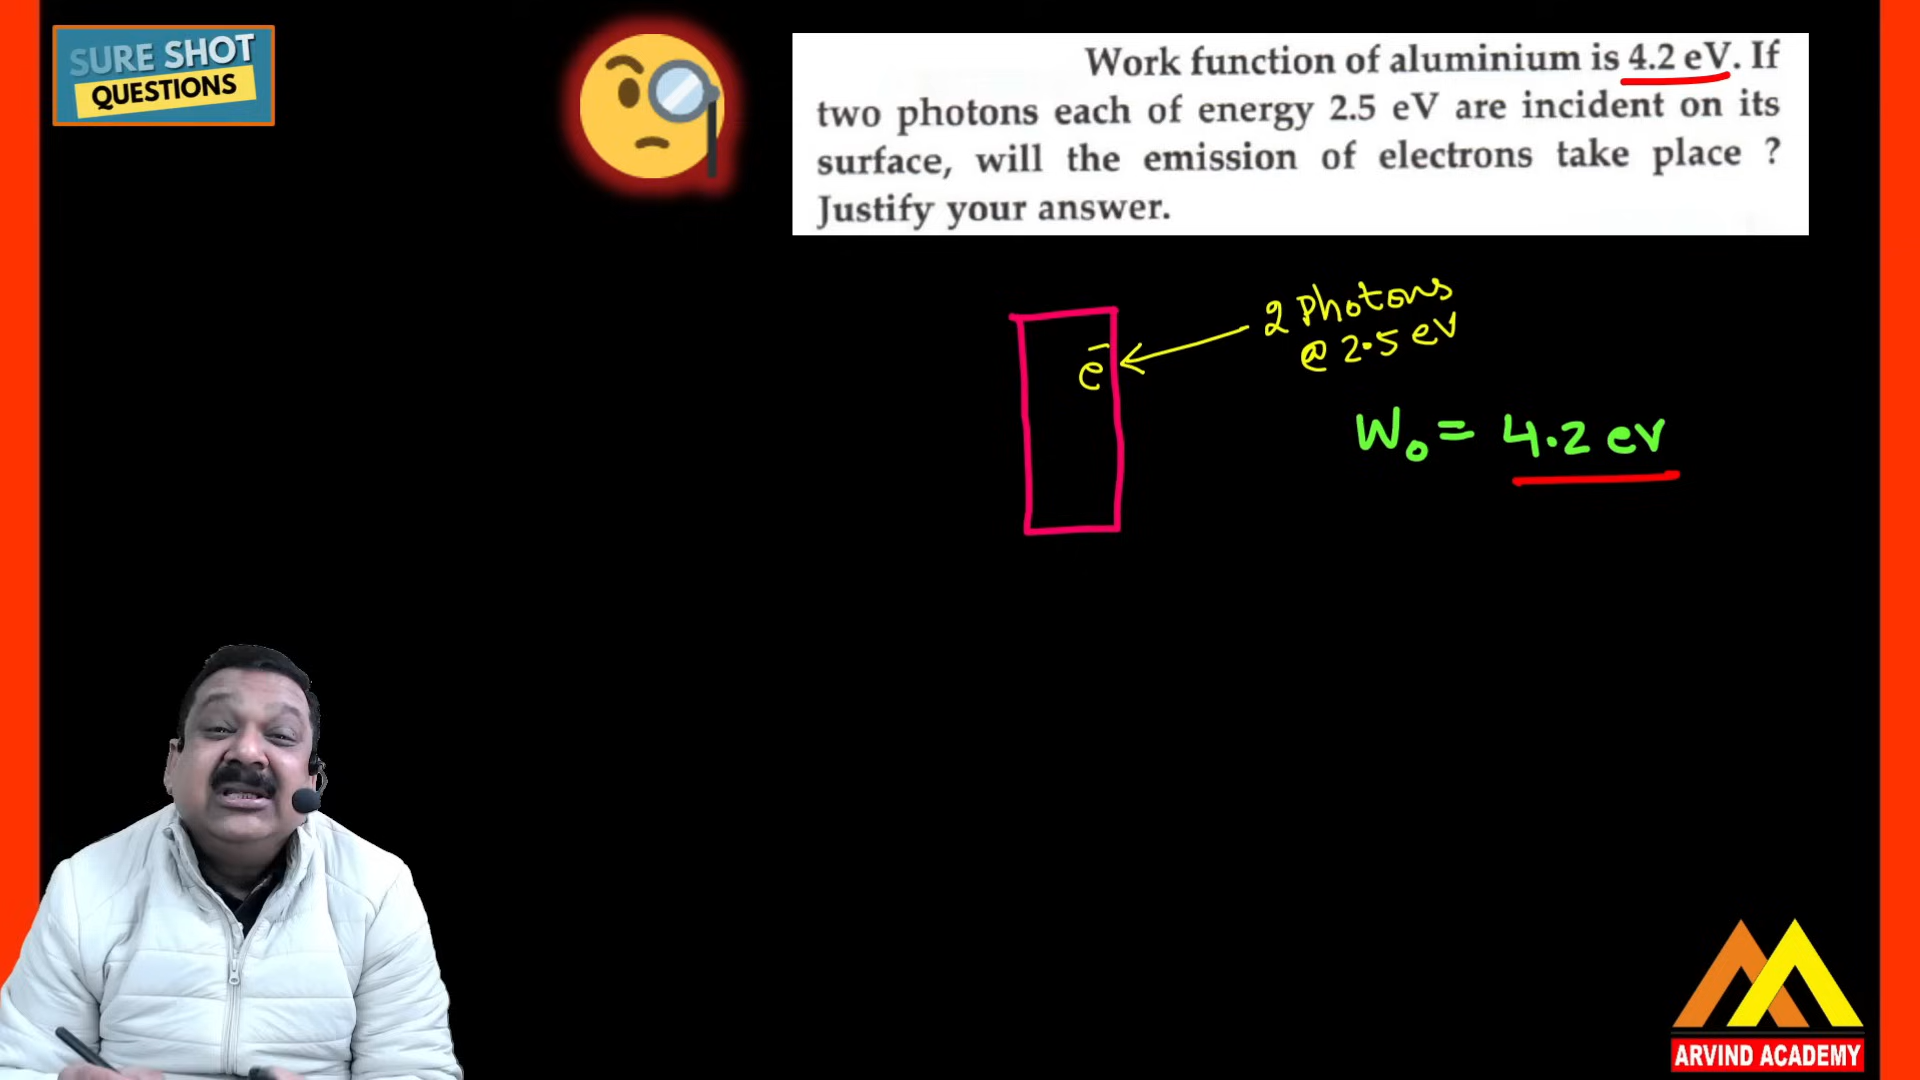 SURE SHOT
QUESTIONS
Work function of aluminium is 4.2 eV. If
two photons each of energy 2.5 eV are incident on its
surface, will the emission of electrons take place ?
Justify your answer.
2 Photons
@ 2.5 eV
e⁻
W₀ = 4.2 eV
ARVIND ACADEMY